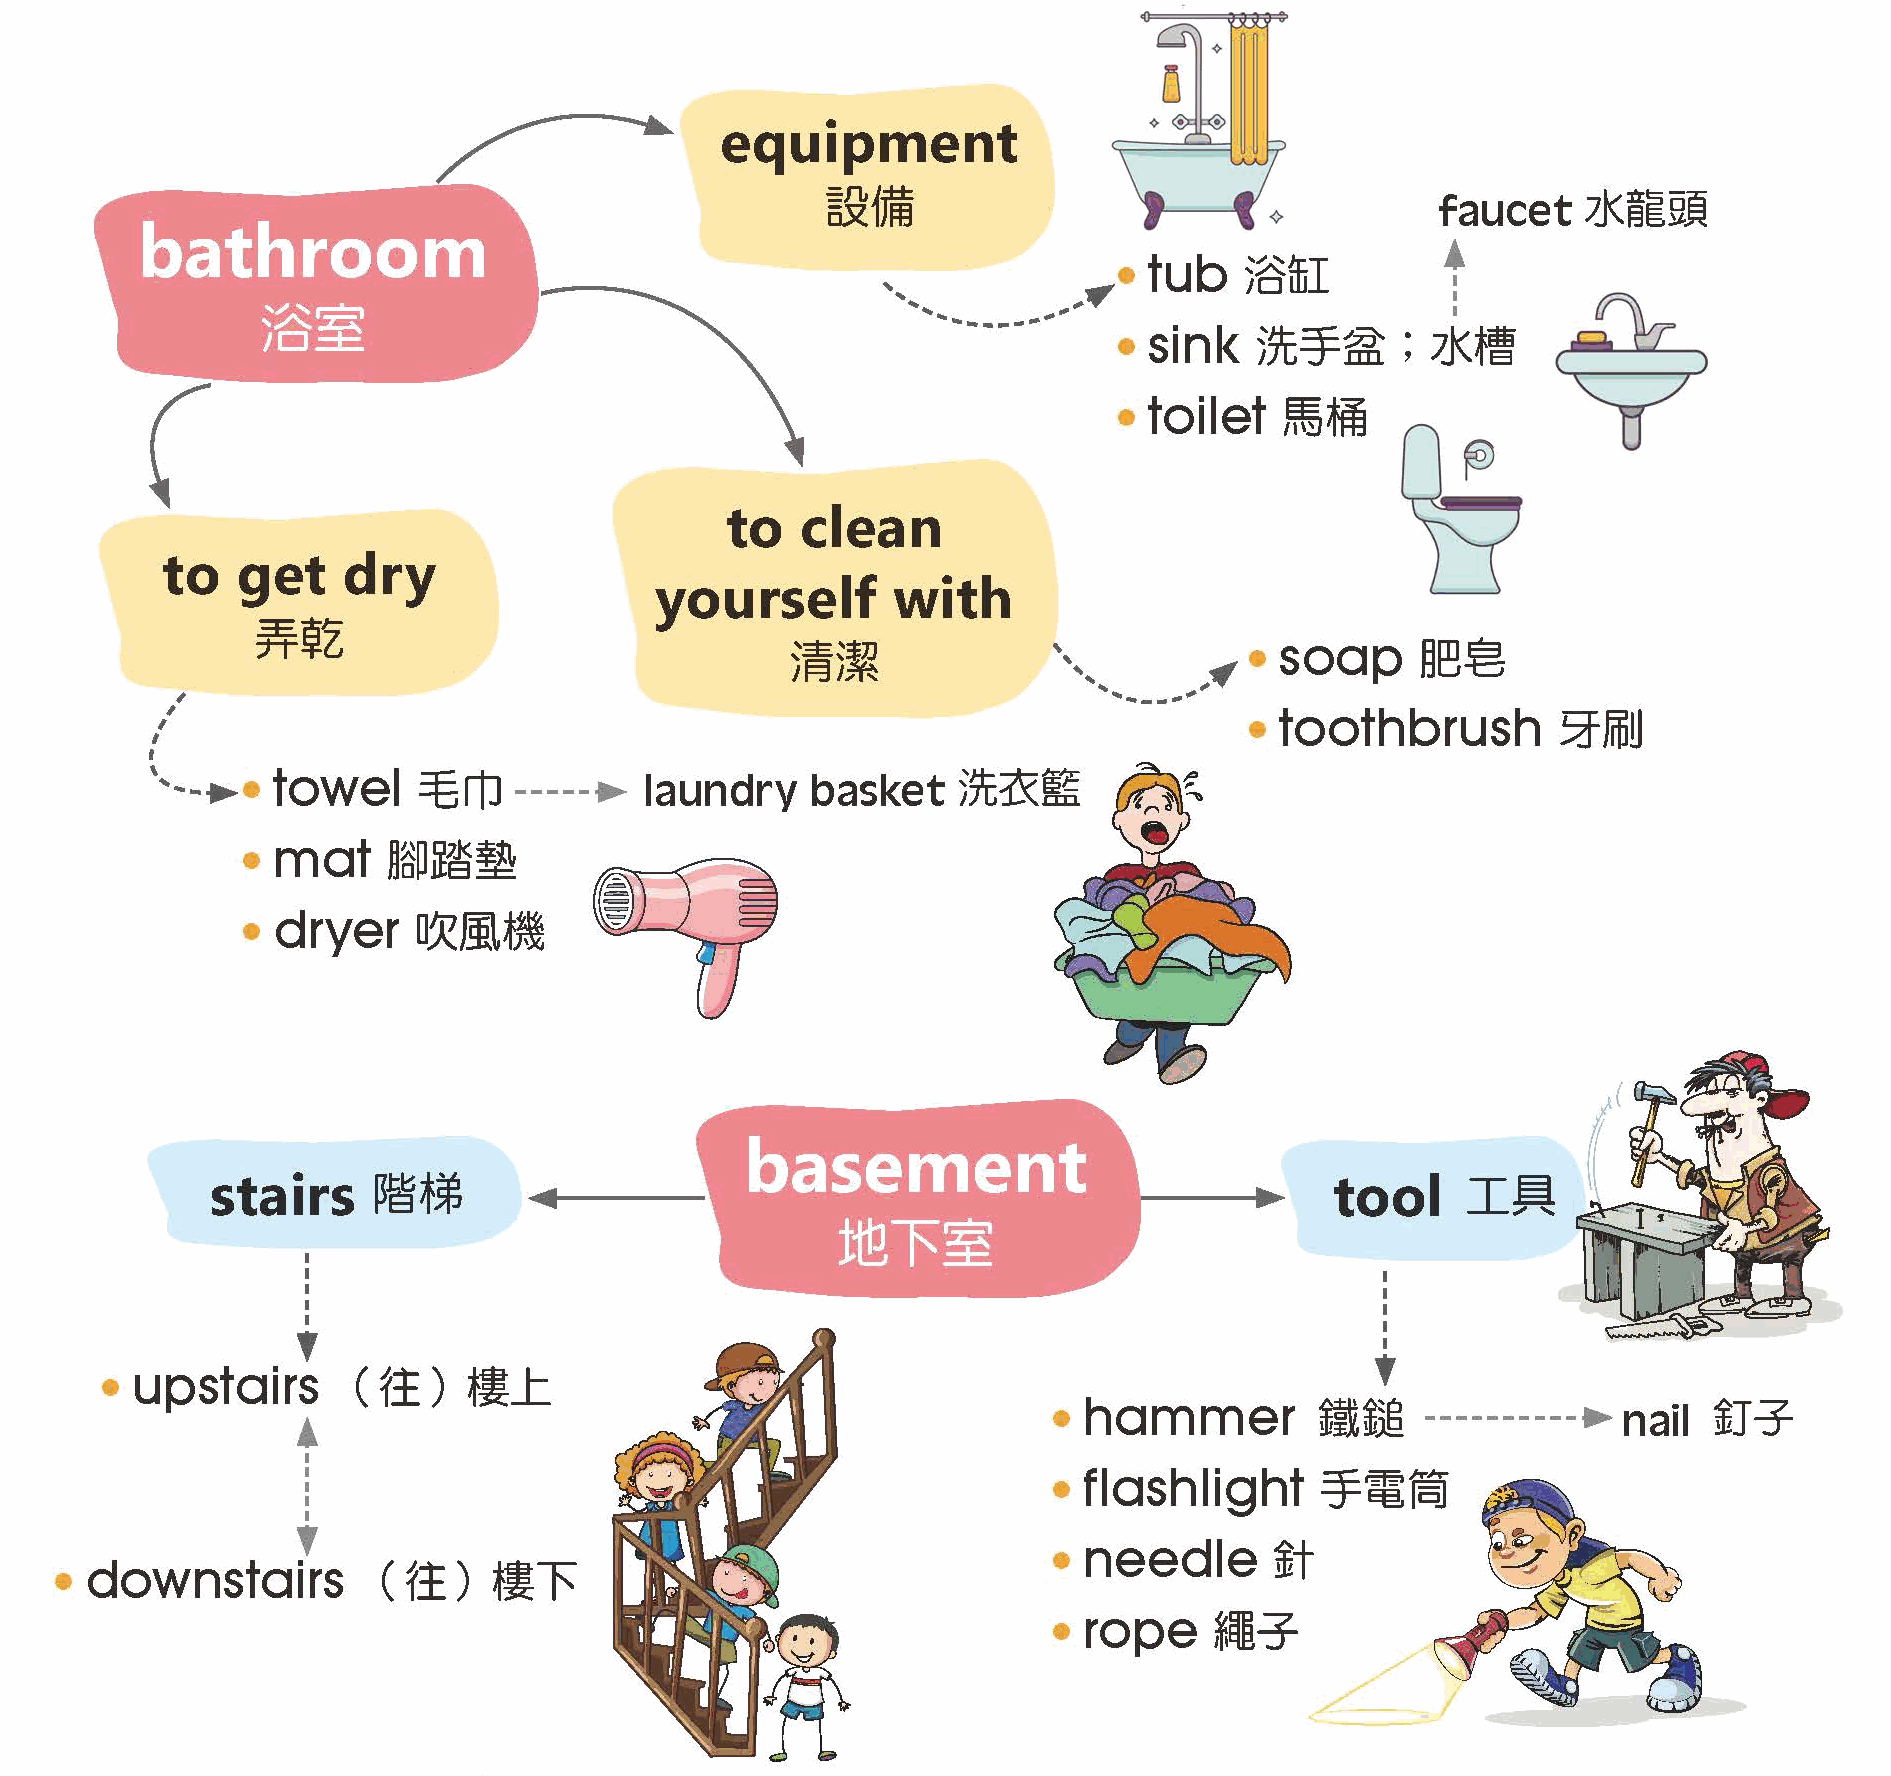 bathroom
浴室
equipment
設備
• tub 浴缸
• sink 洗手盆；水槽
faucet 水龍頭
• toilet 馬桶
to clean
yourself with
清潔
• soap 肥皂
• toothbrush 牙刷
to get dry
弄乾
• towel 毛巾
laundry basket 洗衣籃
• mat 腳踏墊
• dryer 吹風機
basement
地下室
stairs 階梯
• upstairs （往）樓上
• downstairs （往）樓下
tool 工具
• hammer 鐵鎚
nail 釘子
• flashlight 手電筒
• needle 針
• rope 繩子